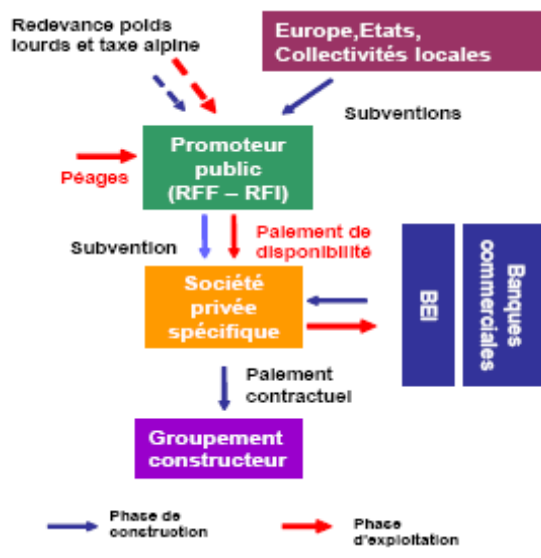 Redevance poids
lourds et taxe alpine
Europe,Etats,
Collectivités locales
Subventions
Promoteur
public
(RFF – RFI)
Péages
Subvention
Paiement de
disponibilité
Société
privée
spécifique
BEI
Banques
commerciales
Paiement
contractuel
Groupement
constructeur
Phase de
construction
Phase
d'exploitation